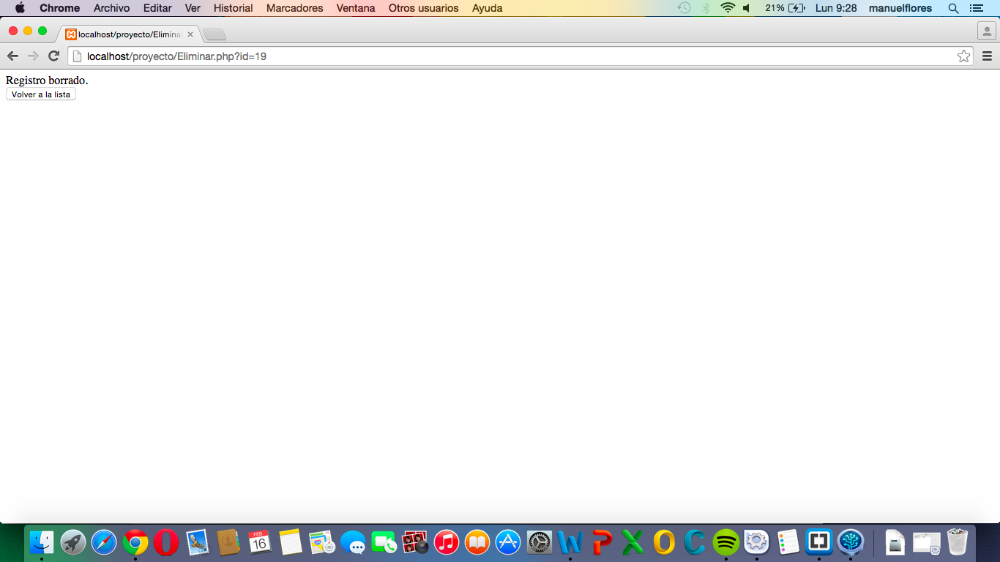 Chrome Archivo Editar Ver Historial Marcadores Ventana Otros usuarios Ayuda 21% Lun 9:28 manuelflores
localhost/proyecto/Elimina
localhost/proyecto/Eliminar.php?id=19
Registro borrado.
Volver a la lista
FEB
16